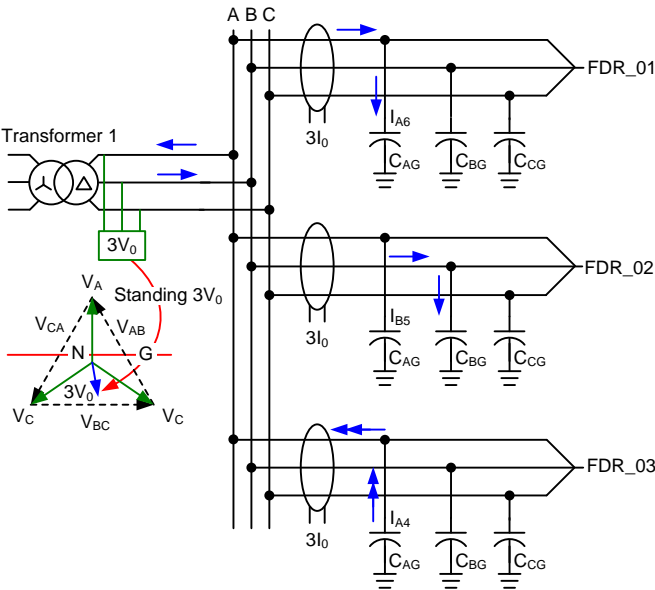 A B C
FDR_01
3I0
IA6
CAG
CBG
CCG
Transformer 1
3V0
Standing 3V0
VA
VCA
VAB
N
G
3V0
VC
VBC
VC
FDR_02
3I0
IB5
CAG
CBG
CCG
FDR_03
3I0
IA4
CAG
CBG
CCG